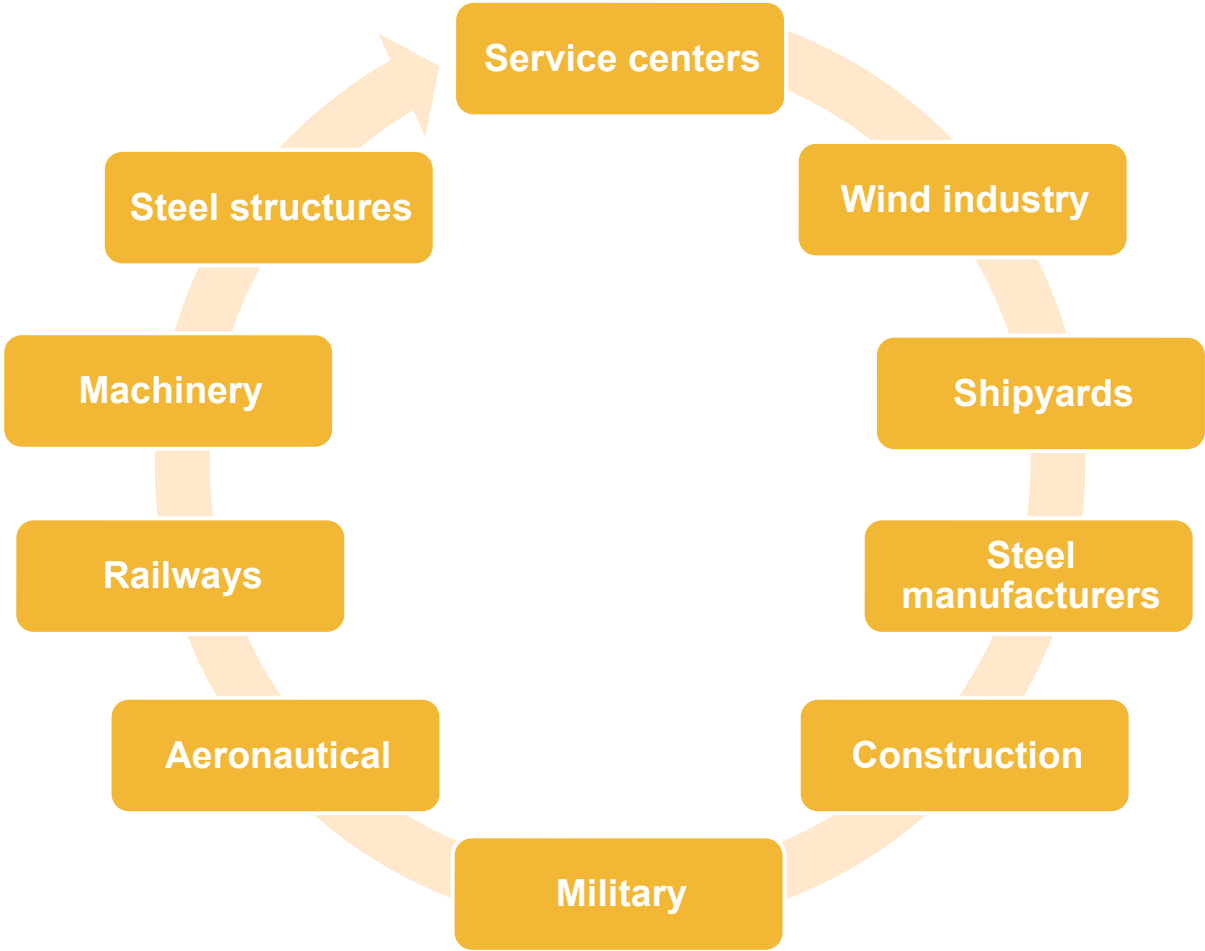 Service centers
Wind industry
Shipyards
Steel
manufacturers
Construction
Military
Aeronautical
Railways
Machinery
Steel structures